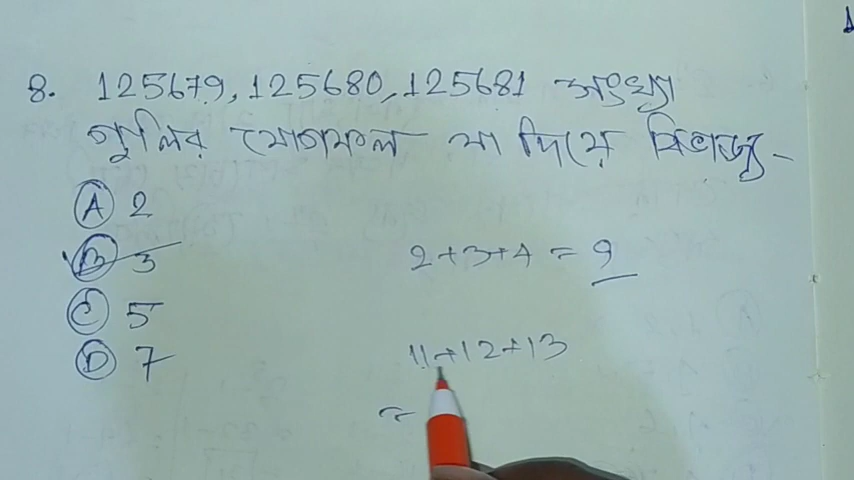 8. 125679, 125680, 125681 সংখ্যা
গুলির যোগফল যা দিয়ে বিভাজ্য -
A 2
B 3
2+3+4 = 9
C 5
11+12+13
D 7
=